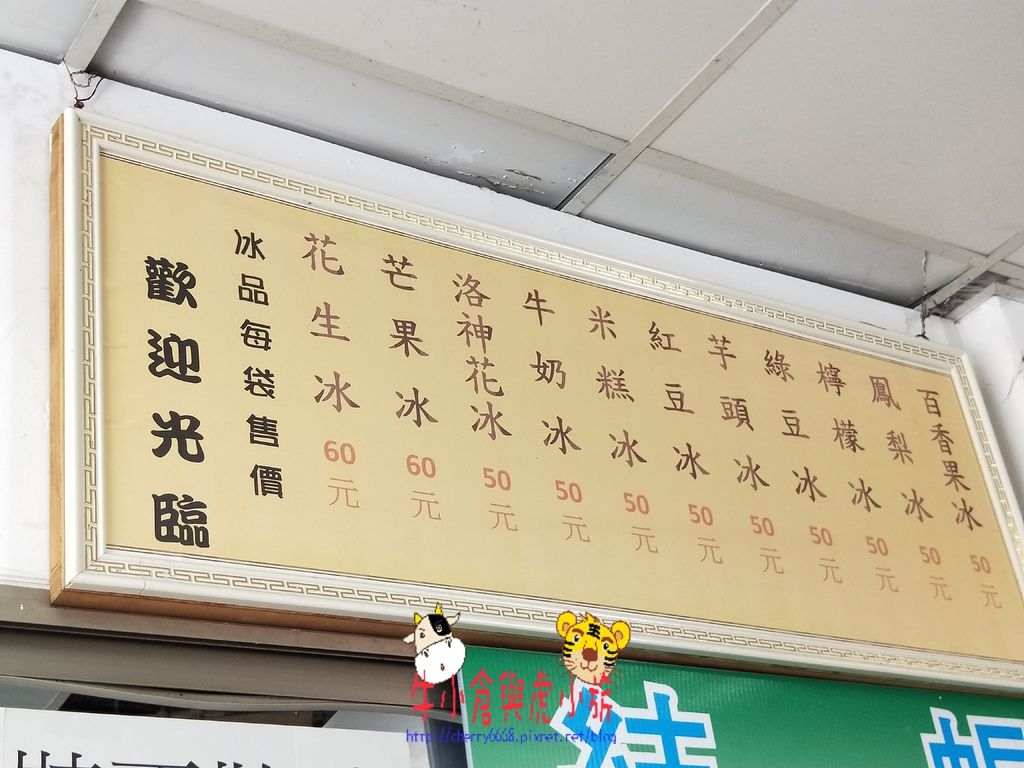 百香果冰 50元
鳳梨冰 50元
檸檬冰 50元
綠豆冰 50元
芋頭冰 50元
紅豆冰 50元
米糕冰 50元
牛奶冰 50元
洛神花冰 50元
芒果冰 60元
花生冰 60元
冰品每袋售價
歡迎光臨
牛小倉與虎小斾
http://cherry6668.pixnet.net/blog